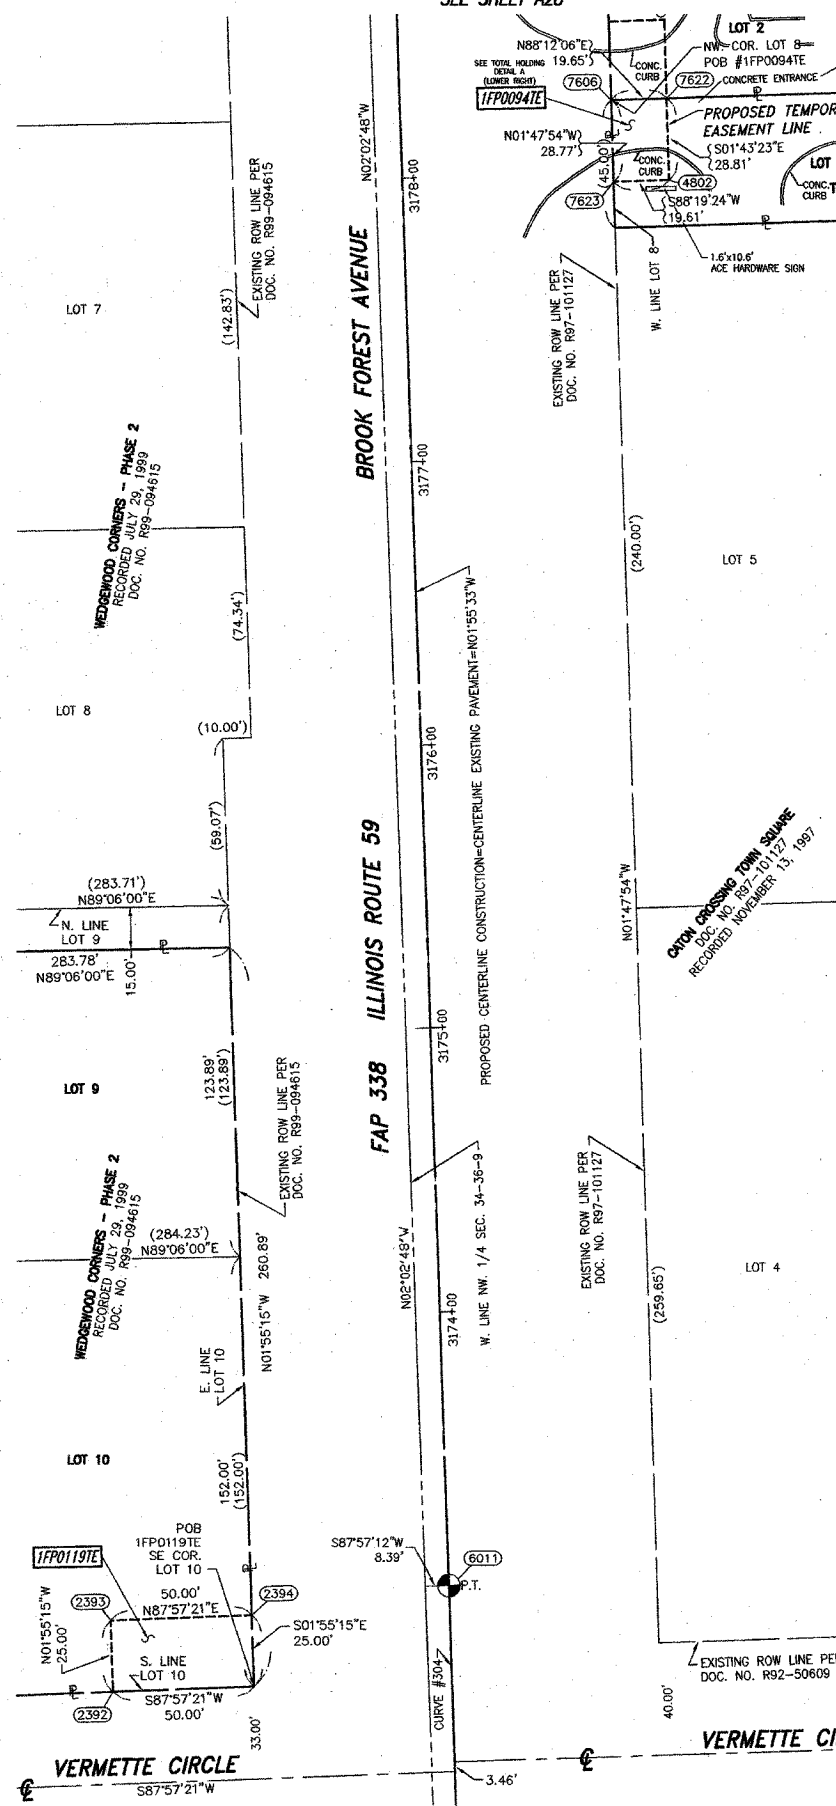 SEE SHEET A26
LOT 2
N88°12'06"E
19.65'
NW. COR. LOT 8
POB #1FP0094TE
SEE TOTAL HOLDING
DETAIL A
(LOWER RIGHT)
CONC.
CURB
7606
7622
CONCRETE ENTRANCE
1FP0094TE
PROPOSED TEMPOR
EASEMENT LINE
N01°47'54"W
28.77'
(45.00')
S01°43'23"E
28.81'
CONC.
CURB
LOT
CONC.
CURB
4802
7623
S88°19'24"W
19.61'
1.6'x10.6'
ACE HARDWARE SIGN
W. LINE LOT 8
EXISTING ROW LINE PER
DOC. NO. R97-101127
N02°02'48"W
3178+00
EXISTING ROW LINE PER
DOC. NO. R99-094615
(142.83')
LOT 7
BROOK FOREST AVENUE
3177+00
WEDGEWOOD CORNERS - PHASE 2
RECORDED JULY 29, 1999
DOC. NO. R99-094615
(240.00')
LOT 5
(74.34')
PROPOSED CENTERLINE CONSTRUCTION=CENTERLINE EXISTING PAVEMENT=N01°55'33"W
LOT 8
(10.00')
3176+00
(59.07')
FAP 338 ILLINOIS ROUTE 59
CATON CROSSING TOWN SQUARE
DOC. NO. R97-101127
RECORDED NOVEMBER 13, 1997
N01°47'54"W
(283.71')
N89°06'00"E
N. LINE
LOT 9
283.78'
N89°06'00"E
15.00'
3175+00
123.89'
(123.89')
LOT 9
EXISTING ROW LINE PER
DOC. NO. R99-094615
WEDGEWOOD CORNERS - PHASE 2
RECORDED JULY 29, 1999
DOC. NO. R99-094615
(284.23')
N89°06'00"E
N01°55'15"W 260.89'
N02°02'48"W
W. LINE NW. 1/4 SEC. 34-36-9
EXISTING ROW LINE PER
DOC. NO. R97-101127
LOT 4
(259.65')
3174+00
E. LINE
LOT 10
LOT 10
152.00'
(152.00')
POB
1FP0119TE
SE COR.
LOT 10
1FP0119TE
S87°57'12"W
8.39'
6011
P.T.
2393
50.00'
N87°57'21"E
2394
N01°55'15"W
25.00'
S01°55'15"E
25.00'
S. LINE
LOT 10
S87°57'21"W
50.00'
2392
33.00'
CURVE #304
40.00'
EXISTING ROW LINE PE
DOC. NO. R92-50609
VERMETTE CIRCLE
S87°57'21"W
3.46'
VERMETTE CI